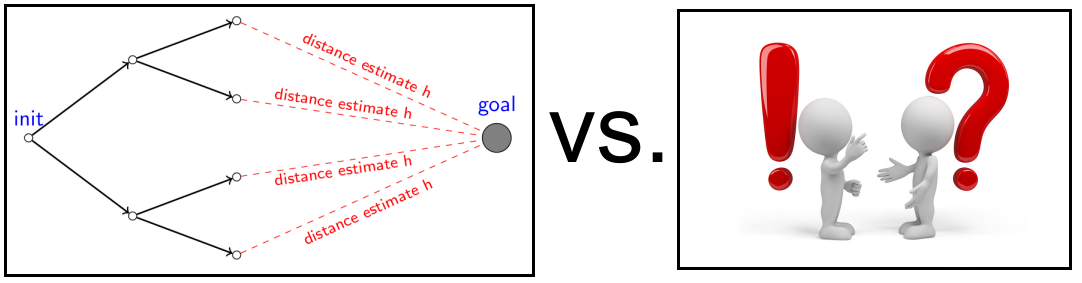 init
distance estimate h
distance estimate h
distance estimate h
distance estimate h
goal
vs.
! ?